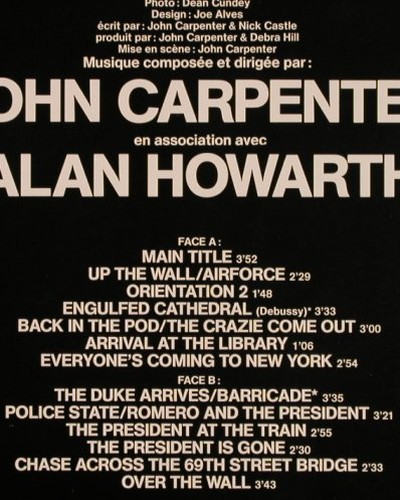 Photo : Dean Cundey
Design : Joe Alves
écrit par : John Carpenter & Nick Castle
produit par : John Carpenter & Debra Hill
Mise en scène : John Carpenter
Musique composée et dirigée par :
OHN CARPENTE
en association avec
ALAN HOWARTH
FACE A :
MAIN TITLE 3'52
UP THE WALL/AIRFORCE 2'29
ORIENTATION 2 1'48
ENGULFED CATHEDRAL (Debussy)* 3'33
BACK IN THE POD/THE CRAZIE COME OUT 3'00
ARRIVAL AT THE LIBRARY 1'06
EVERYONE'S COMING TO NEW YORK 2'54
FACE B :
THE DUKE ARRIVES/BARRICADE* 3'35
POLICE STATE/ROMERO AND THE PRESIDENT 3'21
THE PRESIDENT AT THE TRAIN 2'55
THE PRESIDENT IS GONE 2'30
CHASE ACROSS THE 69TH STREET BRIDGE 2'33
OVER THE WALL 3'43